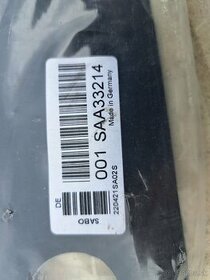 001 SAA33214
Made in Germany
DE
SABO
220421SA02S